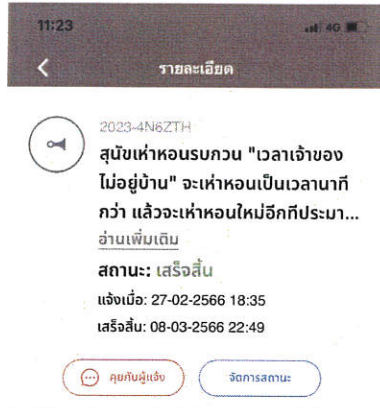 11:23
4G
รายละเอียด
2023-4N6ZTH
สุนัขเห่าหอนรบกวน "เวลาเจ้าของ
ไม่อยู่บ้าน" จะเห่าหอนเป็นเวลานาที
กว่า แล้วจะเห่าหอนใหม่อีกทีประมา...
อ่านเพิ่มเติม
สถานะ: เสร็จสิ้น
แจ้งเมื่อ: 27-02-2566 18:35
เสร็จสิ้น: 08-03-2566 22:49
คุยกับผู้แจ้ง
จัดการสถานะ